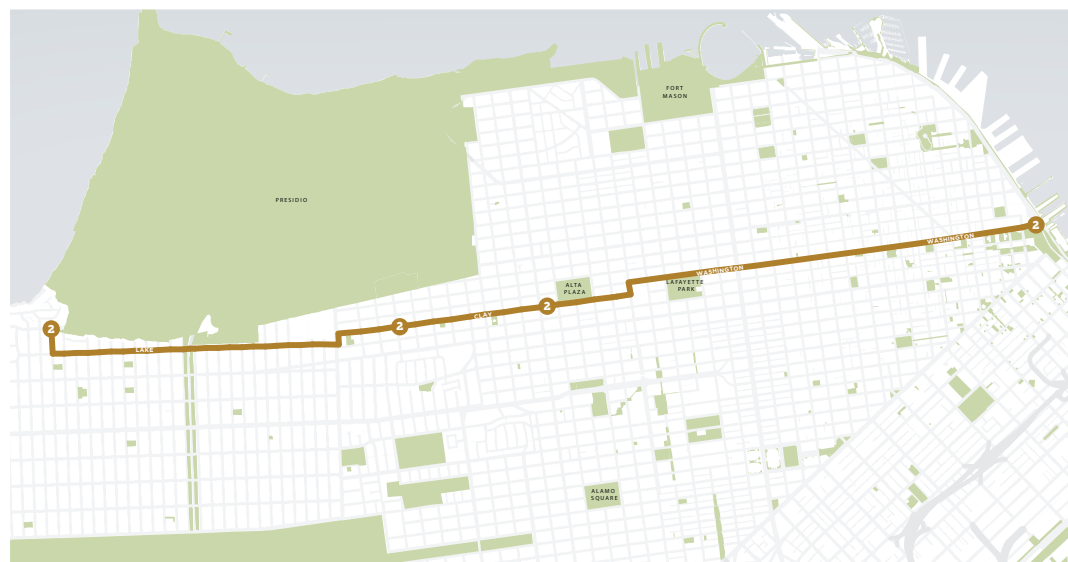 FORT
MASON
PRESIDIO
2
WASHINGTON
WASHINGTON
LAFAYETTE
PARK
ALTA
PLAZA
2
CLAY
2
2
LAKE
ALAMO
SQUARE